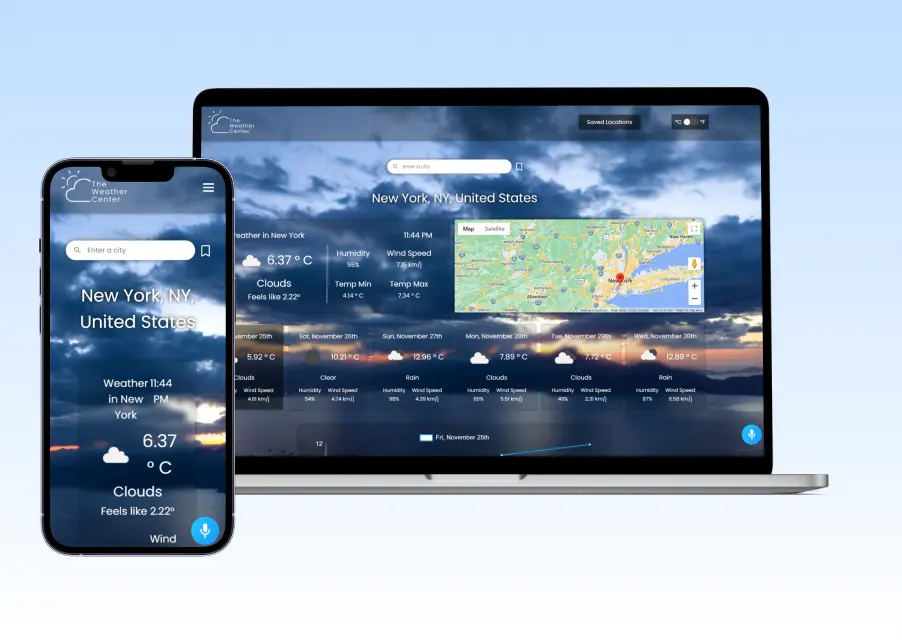 The
Weather
Center
Saved Locations
°C
°F
Enter a city
New York, NY, United States
eather in New York
11:44 PM
6.37 ° C
Clouds
Feels like 2.22°
Humidity
55%
Wind Speed
Temp Min
4.14 ° C
Temp Max
7.34 ° C
Map
Satellite
New Haven
New York
Allentown
Long Island
ember 25th
5.92 ° C
Clouds
Wind Speed
4.61 km/j
Sat, November 26th
10.21 ° C
Clear
Humidity
54%
Wind Speed
4.74 km/j
Sun, November 27th
12.96 ° C
Rain
Humidity
98%
Wind Speed
4.39 km/j
Mon, November 28th
7.89 ° C
Clouds
Humidity
60%
Wind Speed
5.51 km/j
Tue, November 29th
7.72 ° C
Clouds
Humidity
49%
Wind Speed
2.31 km/j
Wed, November 30th
12.89 ° C
Rain
Humidity
87%
Wind Speed
6.58 km/j
12
Fri, November 25th
The
Weather
Center
Enter a city
New York, NY,
United States
Weather 11:44
in New PM
York
6.37
° C
Clouds
Feels like 2.22°
Wind